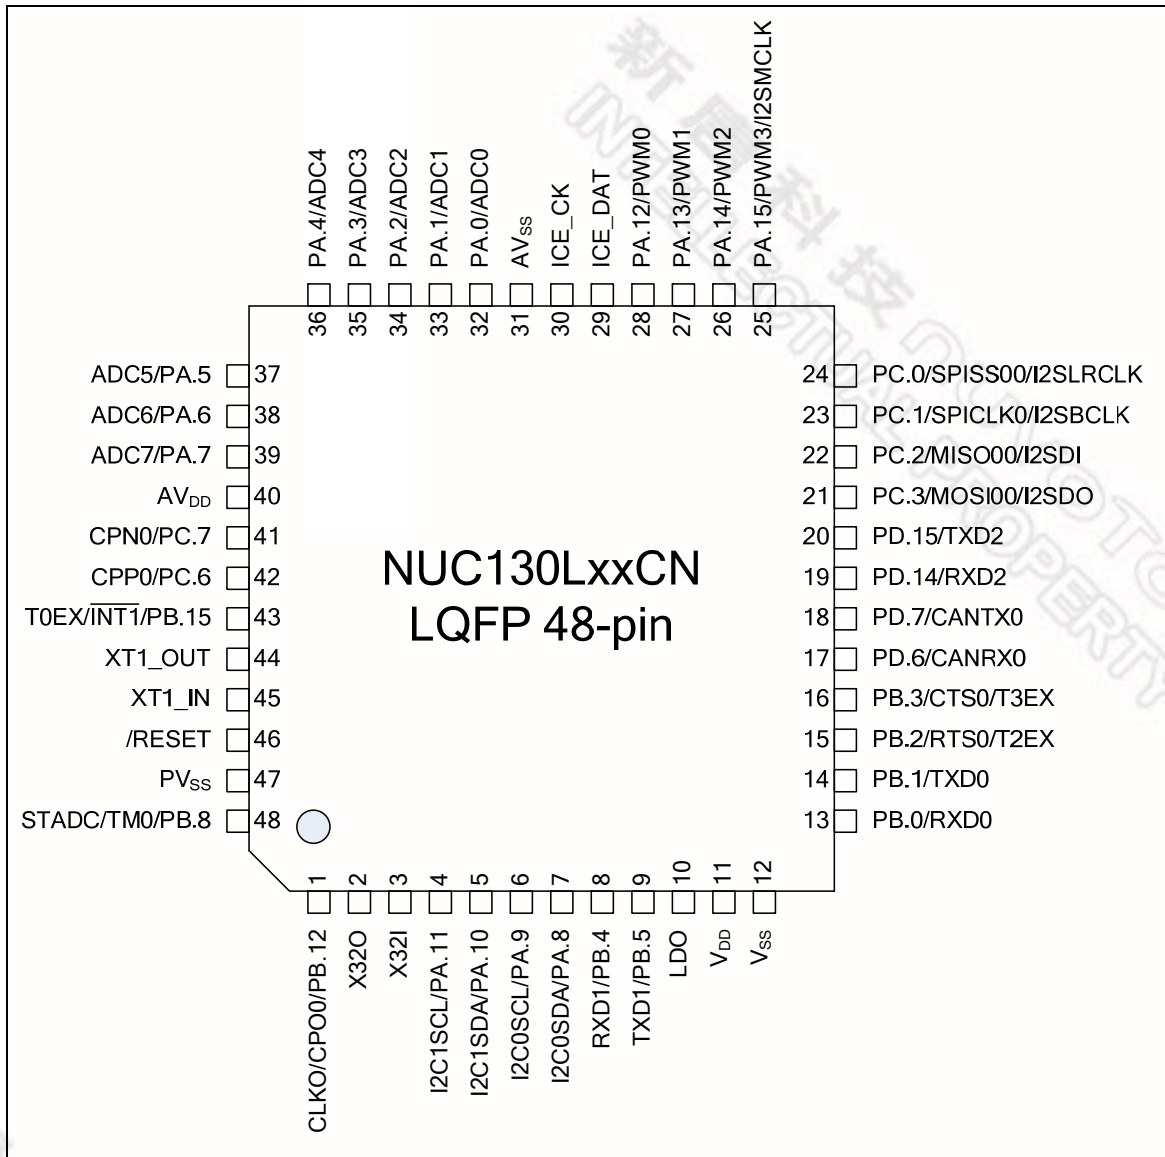 PA.4/ADC4
PA.3/ADC3
PA.2/ADC2
PA.1/ADC1
PA.0/ADC0
AVSS
ICE_CK
ICE_DAT
PA.12/PWM0
PA.13/PWM1
PA.14/PWM2
PA.15/PWM3/I2SMCLK
36
35
34
33
32
31
30
29
28
27
26
25
ADC5/PA.5 37
ADC6/PA.6 38
ADC7/PA.7 39
AVDD 40
CPN0/PC.7 41
CPP0/PC.6 42
T0EX/INT1/PB.15 43
XT1_OUT 44
XT1_IN 45
/RESET 46
PVSS 47
STADC/TM0/PB.8 48
NUC130LxxCN
LQFP 48-pin
24 PC.0/SPISS00/I2SLRCLK
23 PC.1/SPICLK0/I2SBCLK
22 PC.2/MISO00/I2SDI
21 PC.3/MOSI00/I2SDO
20 PD.15/TXD2
19 PD.14/RXD2
18 PD.7/CANTX0
17 PD.6/CANRX0
16 PB.3/CTS0/T3EX
15 PB.2/RTS0/T2EX
14 PB.1/TXD0
13 PB.0/RXD0
1
2
3
4
5
6
7
8
9
10
11
12
CLKO/CPO0/PB.12
X32O
X32I
I2C1SCL/PA.11
I2C1SDA/PA.10
I2C0SCL/PA.9
I2C0SDA/PA.8
RXD1/PB.4
TXD1/PB.5
LDO
VDD
VSS
新唐科技 nuvoTon
INTELLECTUAL PROPERTY